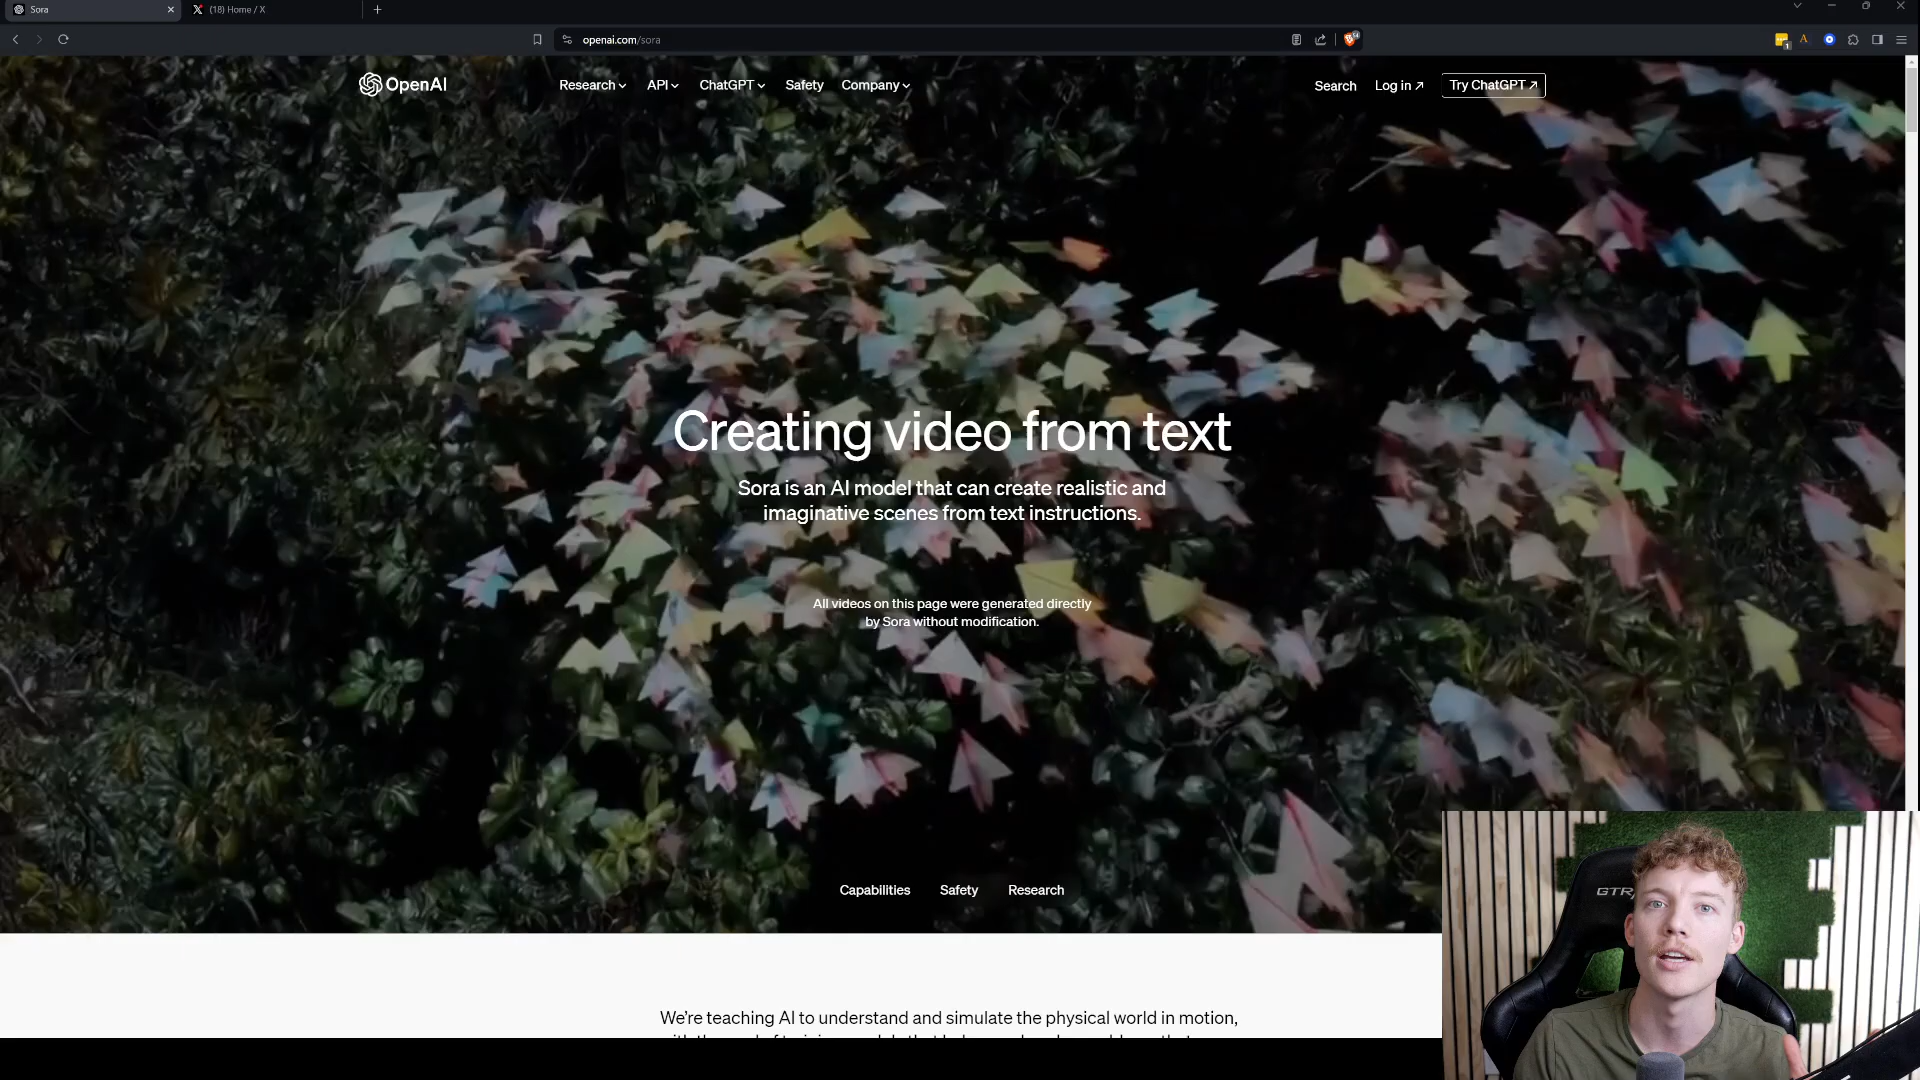 Sora
(18) Home / X
openai.com/sora
OpenAI
Research
API
ChatGPT
Safety
Company
Search
Log in
Try ChatGPT
Creating video from text
Sora is an AI model that can create realistic and
imaginative scenes from text instructions.
All videos on this page were generated directly
by Sora without modification.
Capabilities
Safety
Research
We're teaching AI to understand and simulate the physical world in motion,